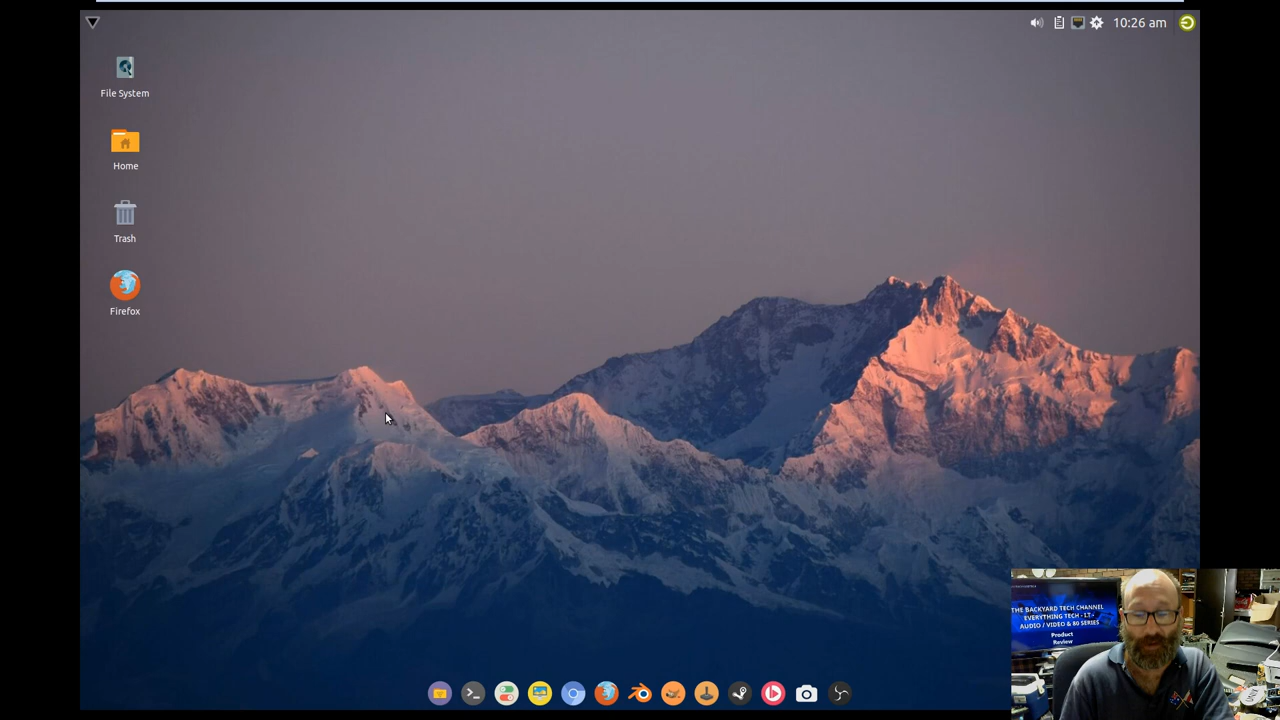 10:26 am
File System
Home
Trash
Firefox
THE BACKYARD TECH CHANNEL
EVERYTHING TECH - I.T -
AUDIO / VIDEO & 80 SERIES
Product
Review